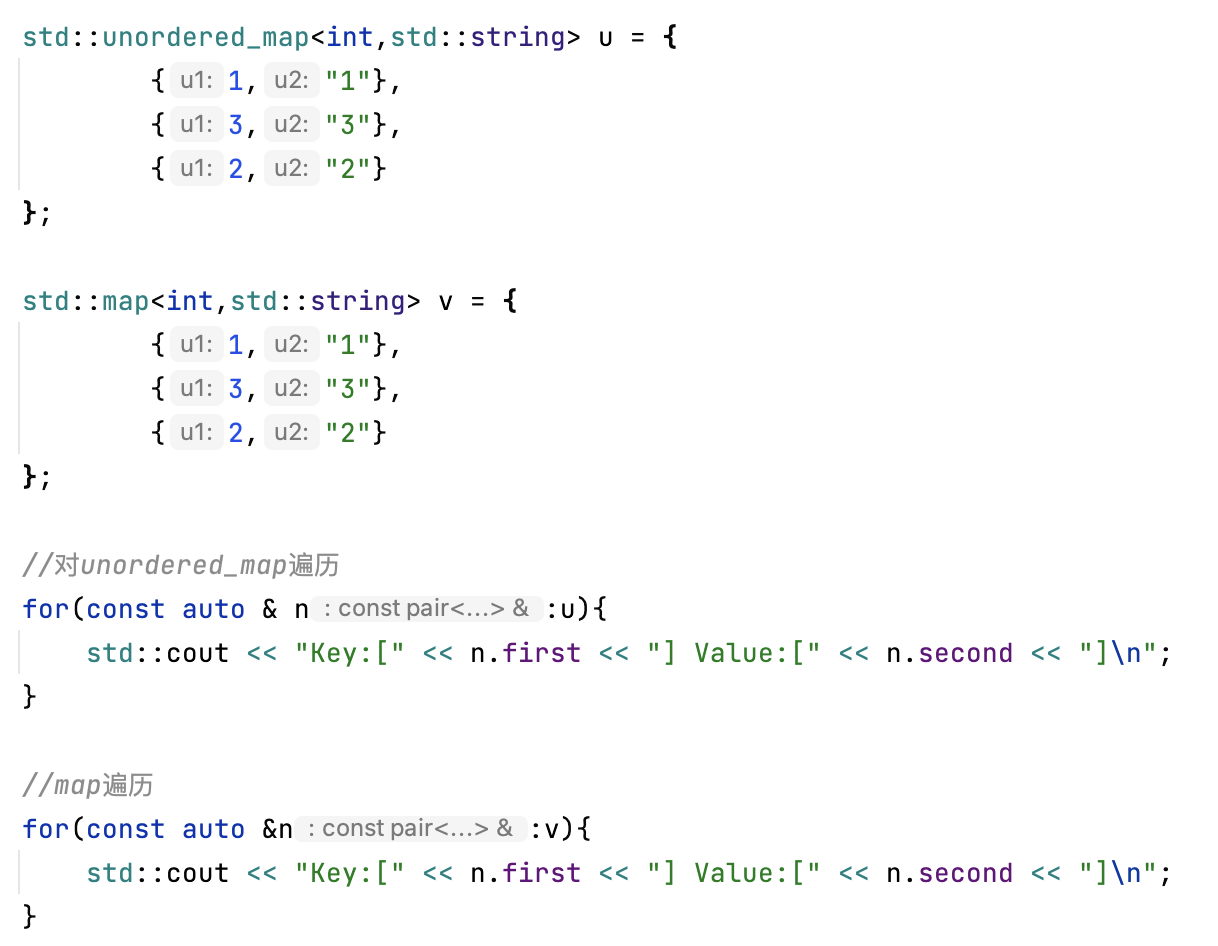 std::unordered_map<int,std::string> u = {
        {u1: 1,u2: "1"},
        {u1: 3,u2: "3"},
        {u1: 2,u2: "2"}
};
std::map<int,std::string> v = {
        {u1: 1,u2: "1"},
        {u1: 3,u2: "3"},
        {u1: 2,u2: "2"}
};
//对unordered_map遍历
for(const auto & n : const pair<...> & :u){
    std::cout << "Key:[" << n.first << "] Value:[" << n.second << "]\n";
}
//map遍历
for(const auto &n : const pair<...> & :v){
    std::cout << "Key:[" << n.first << "] Value:[" << n.second << "]\n";
}